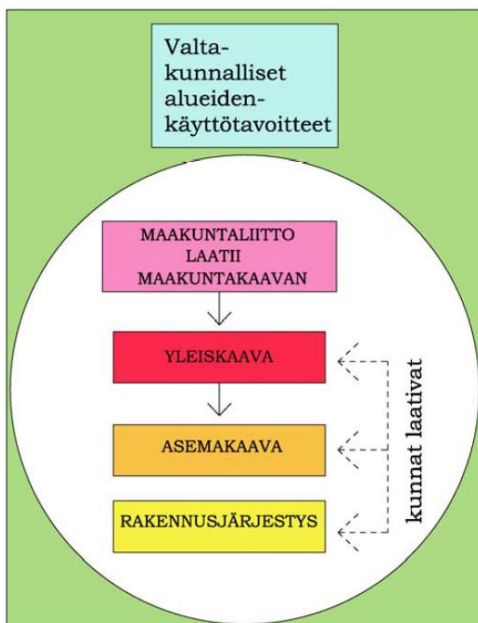 Valta-
kunnalliset
alueiden-
käyttötavoitteet
MAAKUNTALIITTO
LAATII
MAAKUNTAKAAVAN
YLEISKAAVA
ASEMAKAAVA
RAKENNUSJÄRJESTYS
kunnat laativat